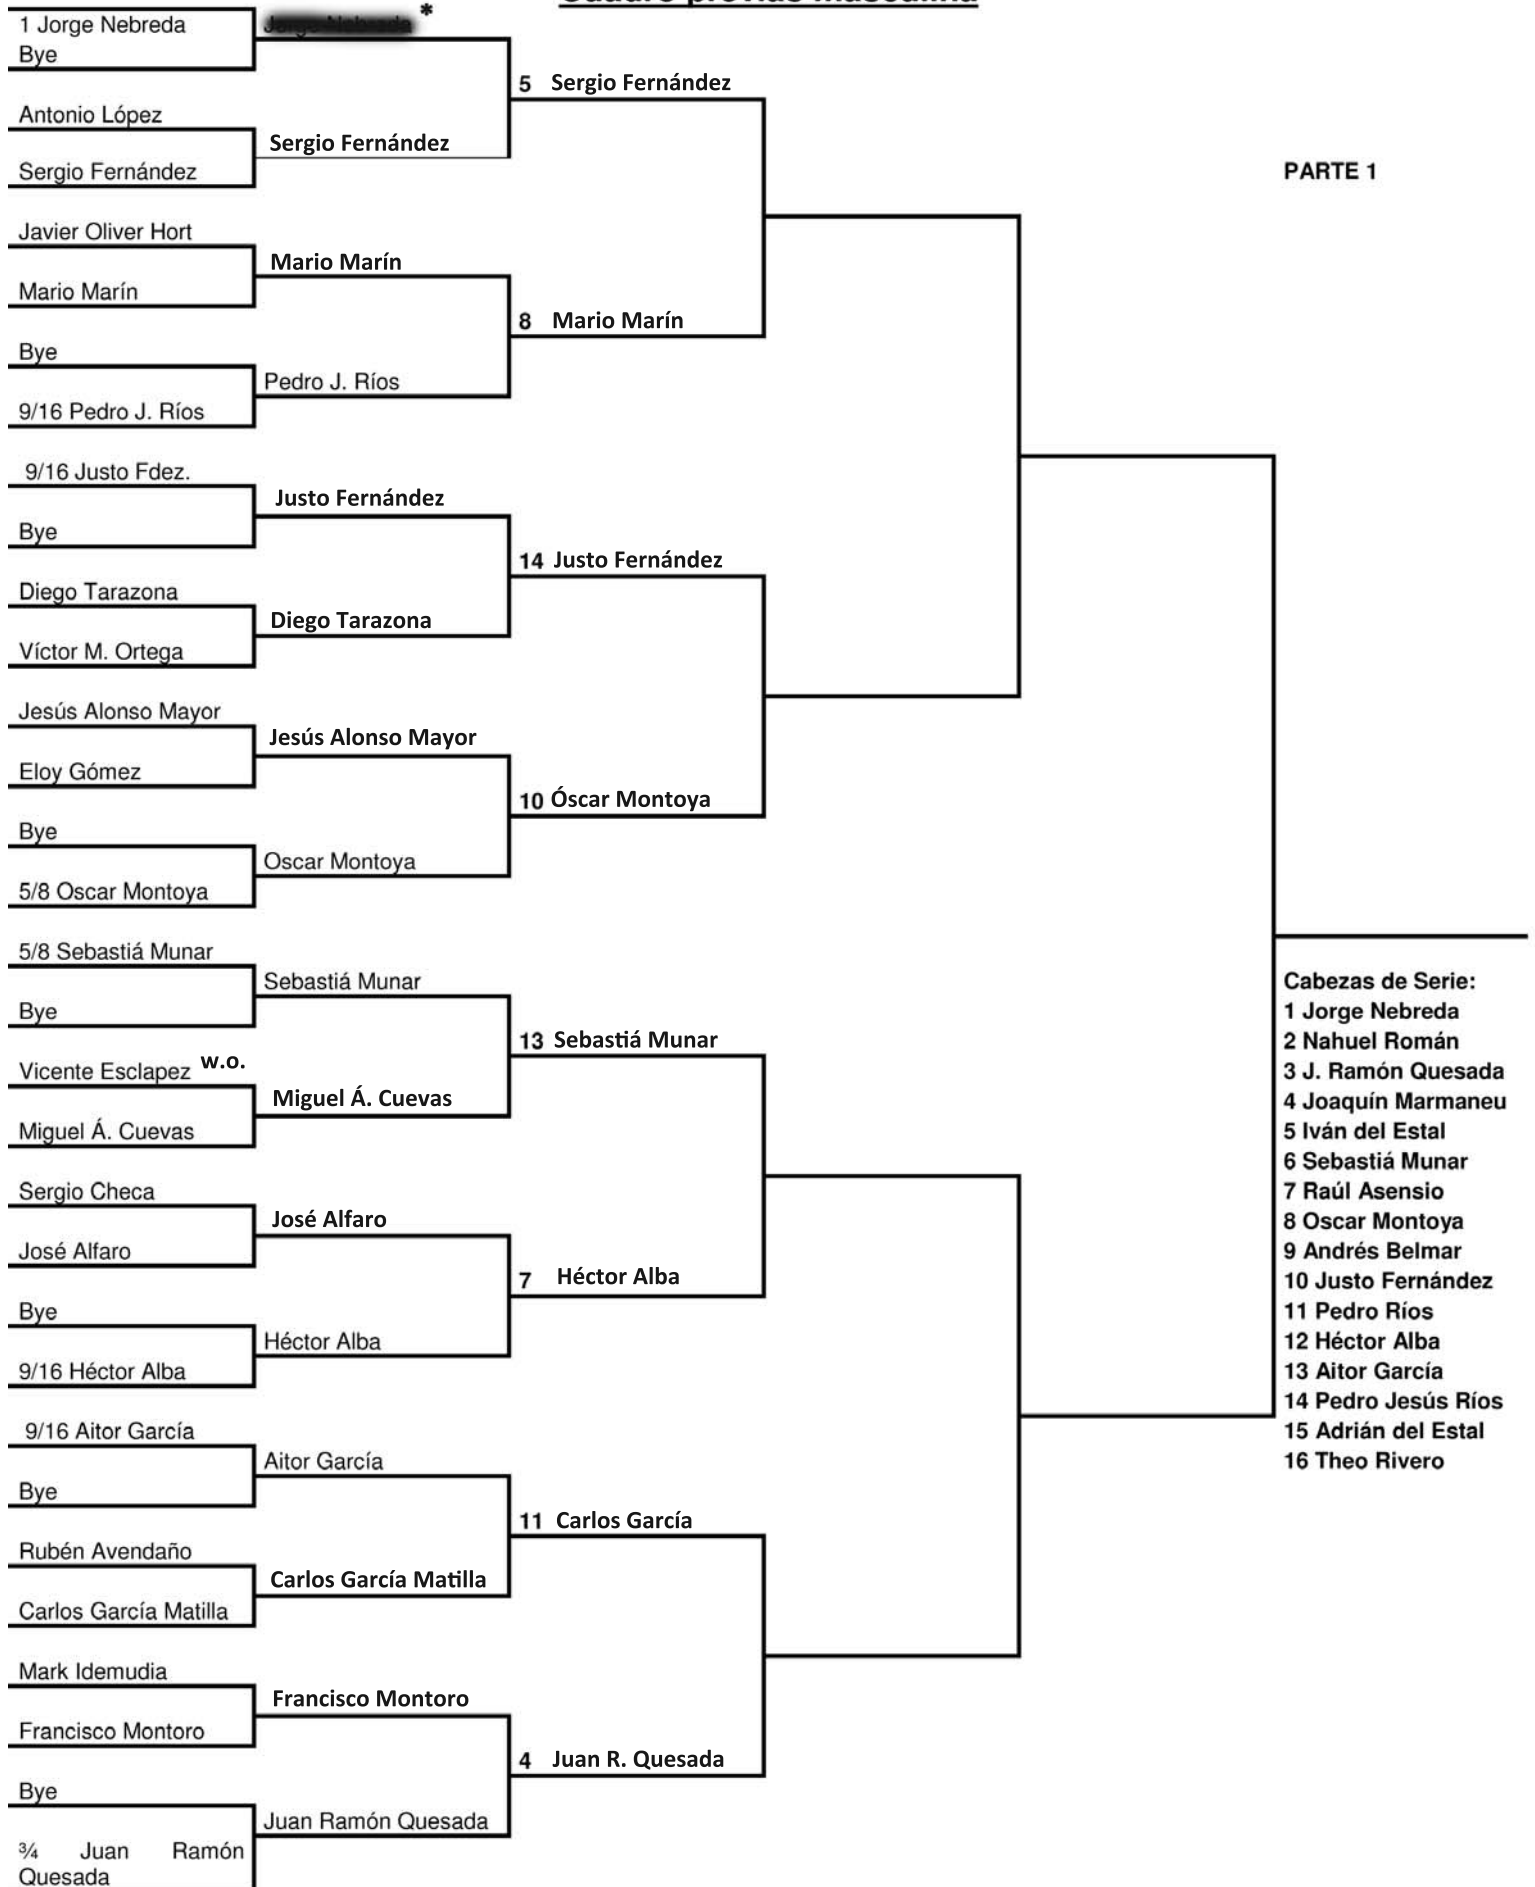 Cuadro previas masculina
1 Jorge Nebreda
Bye
Antonio López
Sergio Fernández
Javier Oliver Hort
Mario Marín
Bye
9/16 Pedro J. Ríos
9/16 Justo Fdez.
Bye
Diego Tarazona
Víctor M. Ortega
Jesús Alonso Mayor
Eloy Gómez
Bye
5/8 Oscar Montoya
5/8 Sebastiá Munar
Bye
Vicente Esclapez w.o.
Miguel Á. Cuevas
Sergio Checa
José Alfaro
Bye
9/16 Héctor Alba
9/16 Aitor García
Bye
Rubén Avendaño
Carlos García Matilla
Mark Idemudia
Francisco Montoro
Bye
¾ Juan Ramón
Quesada
Jorge Nebreda *
Sergio Fernández
Mario Marín
Pedro J. Ríos
Justo Fernández
Diego Tarazona
Jesús Alonso Mayor
Oscar Montoya
Sebastiá Munar
Miguel Á. Cuevas
José Alfaro
Héctor Alba
Aitor García
Carlos García Matilla
Francisco Montoro
Juan Ramón Quesada
5 Sergio Fernández
8 Mario Marín
14 Justo Fernández
10 Óscar Montoya
13 Sebastiá Munar
7 Héctor Alba
11 Carlos García
4 Juan R. Quesada
PARTE 1
Cabezas de Serie:
1 Jorge Nebreda
2 Nahuel Román
3 J. Ramón Quesada
4 Joaquín Marmaneu
5 Iván del Estal
6 Sebastiá Munar
7 Raúl Asensio
8 Oscar Montoya
9 Andrés Belmar
10 Justo Fernández
11 Pedro Ríos
12 Héctor Alba
13 Aitor García
14 Pedro Jesús Ríos
15 Adrián del Estal
16 Theo Rivero